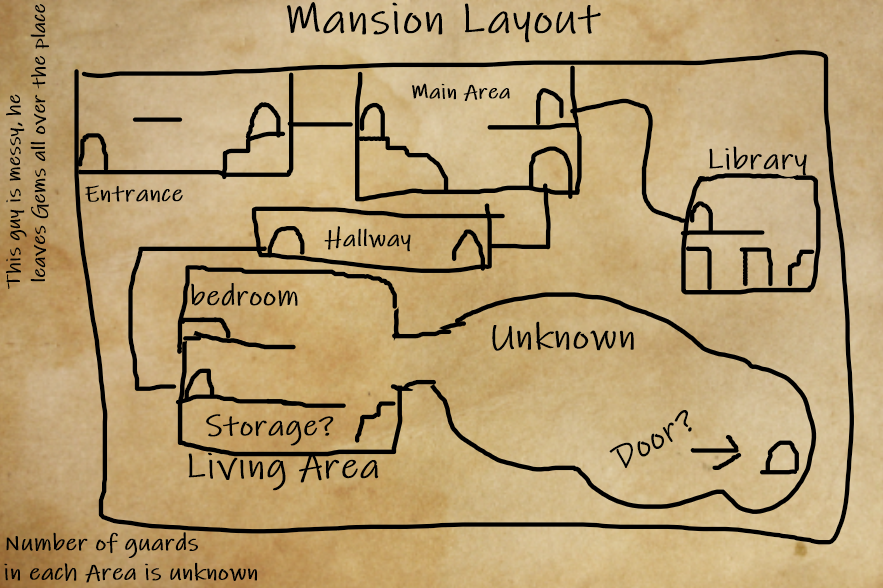 Mansion Layout
This guy is messy, he
leaves Gems all over the place
Main Area
Entrance
Library
Hallway
bedroom
Unknown
Storage?
Door?
Living Area
Number of guards
in each Area is unknown